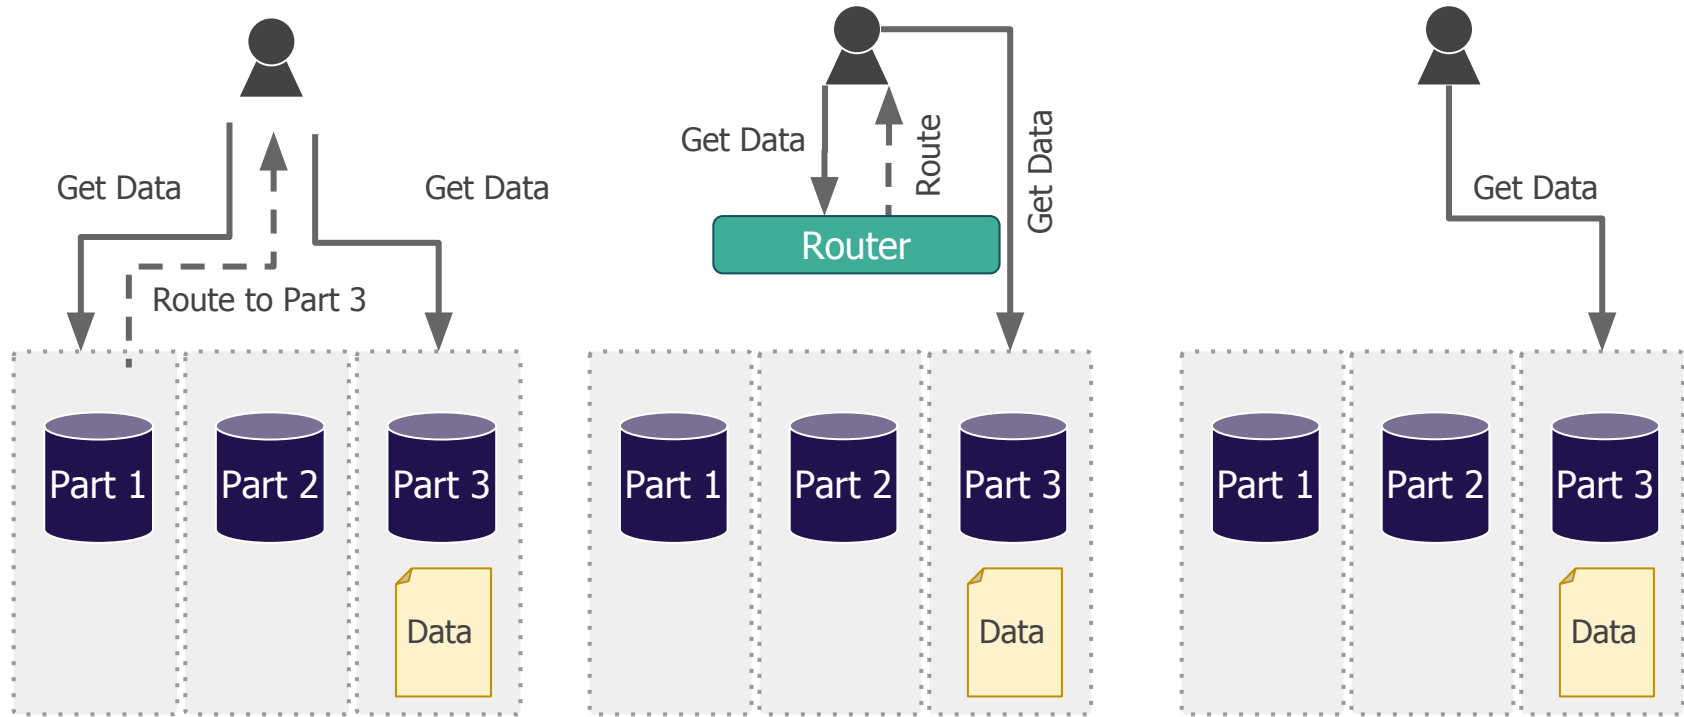 Get Data
Get Data
Route to Part 3
Part 1
Part 2
Part 3
Data
Get Data
Route
Get Data
Router
Part 1
Part 2
Part 3
Data
Get Data
Part 1
Part 2
Part 3
Data